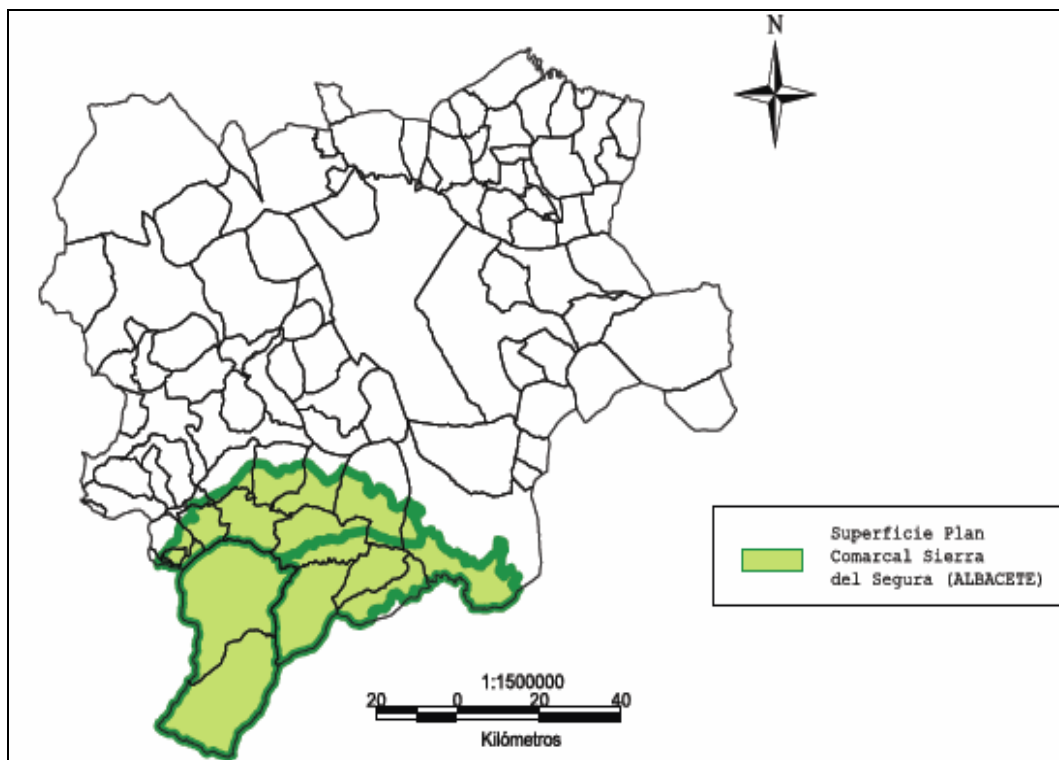 N
Superficie Plan
Comarcal Sierra
del Segura (ALBACETE)
1:1500000
20 0 20 40
Kilómetros